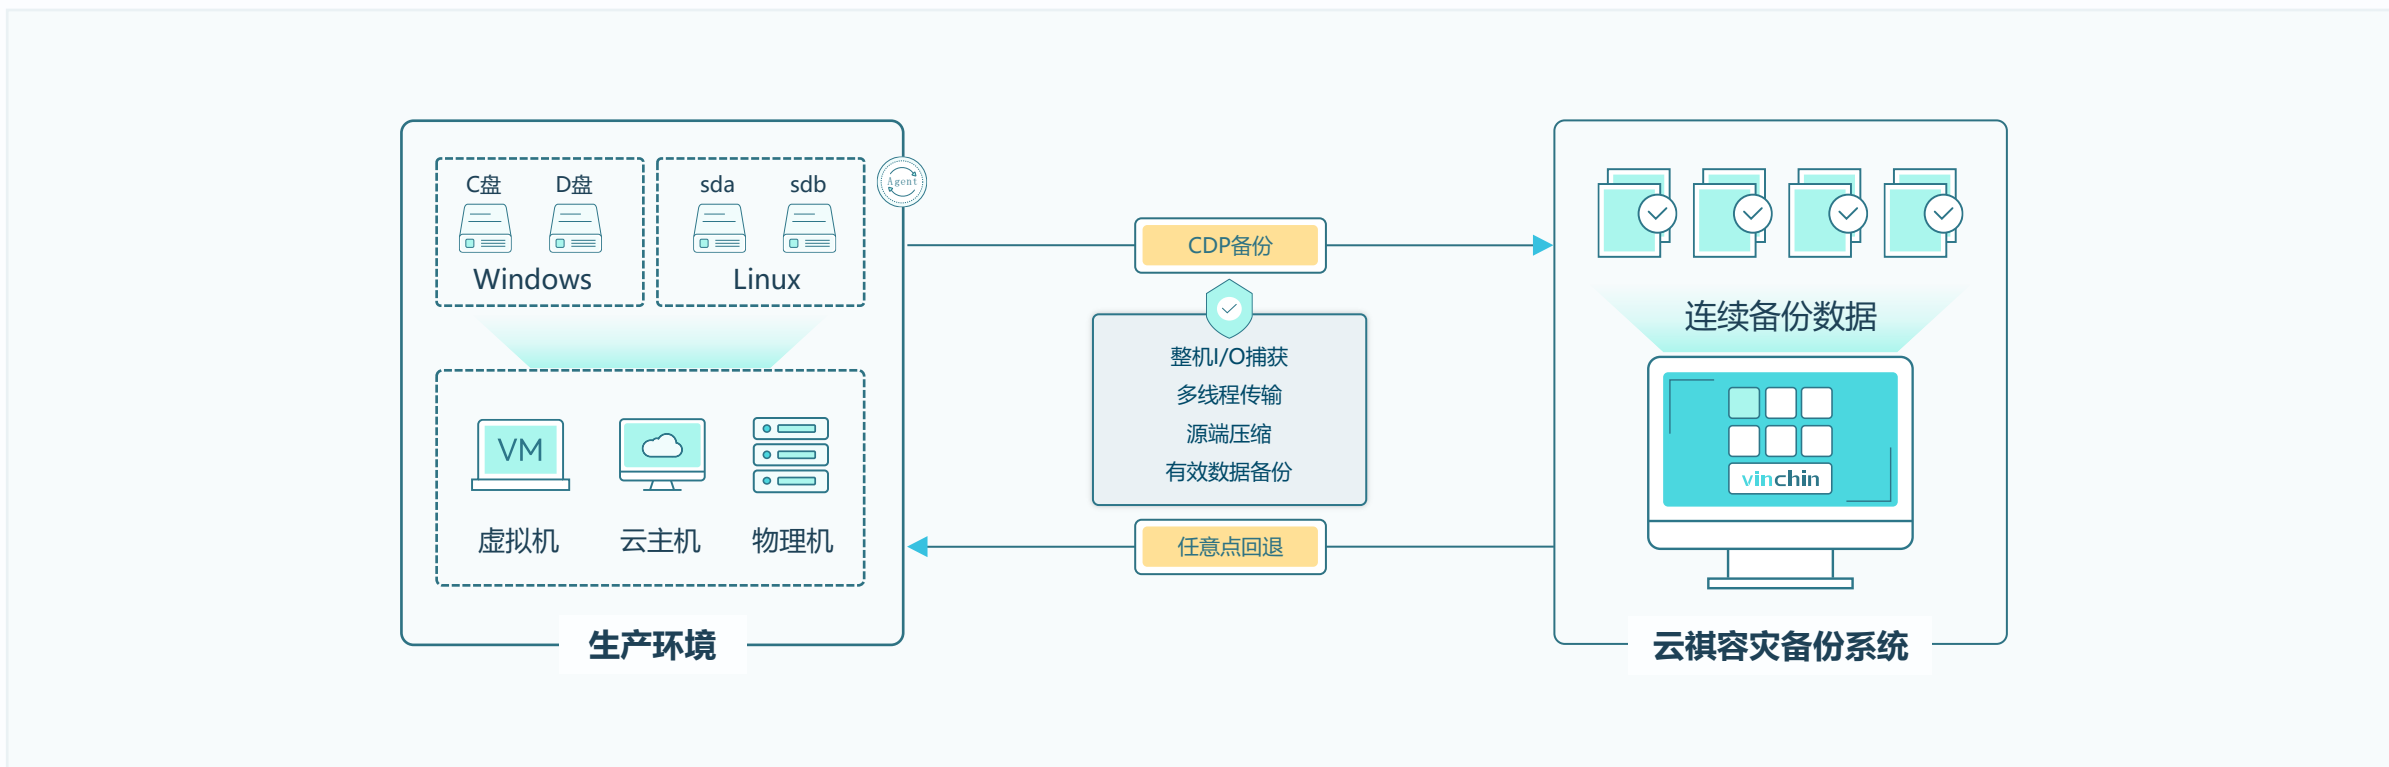 C盘
D盘
Windows
sda
sdb
Linux
Agent
VM
虚拟机
云主机
物理机
生产环境
CDP备份
整机I/O捕获
多线程传输
源端压缩
有效数据备份
任意点回退
连续备份数据
vinchin
云祺容灾备份系统